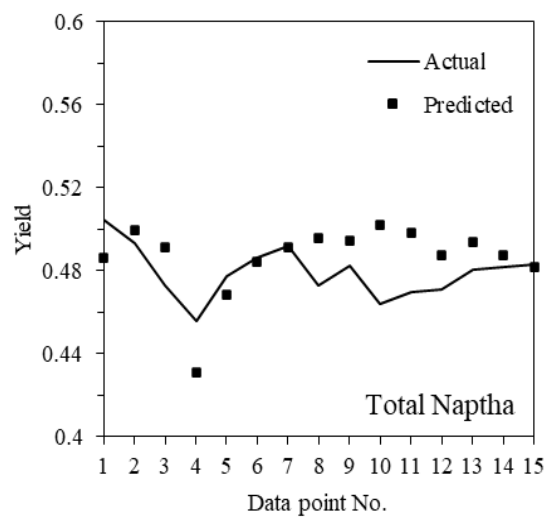 0.6
0.56
0.52
0.48
0.44
0.4
Yield
Actual
Predicted
Total Naptha
1 2 3 4 5 6 7 8 9 10 11 12 13 14 15
Data point No.